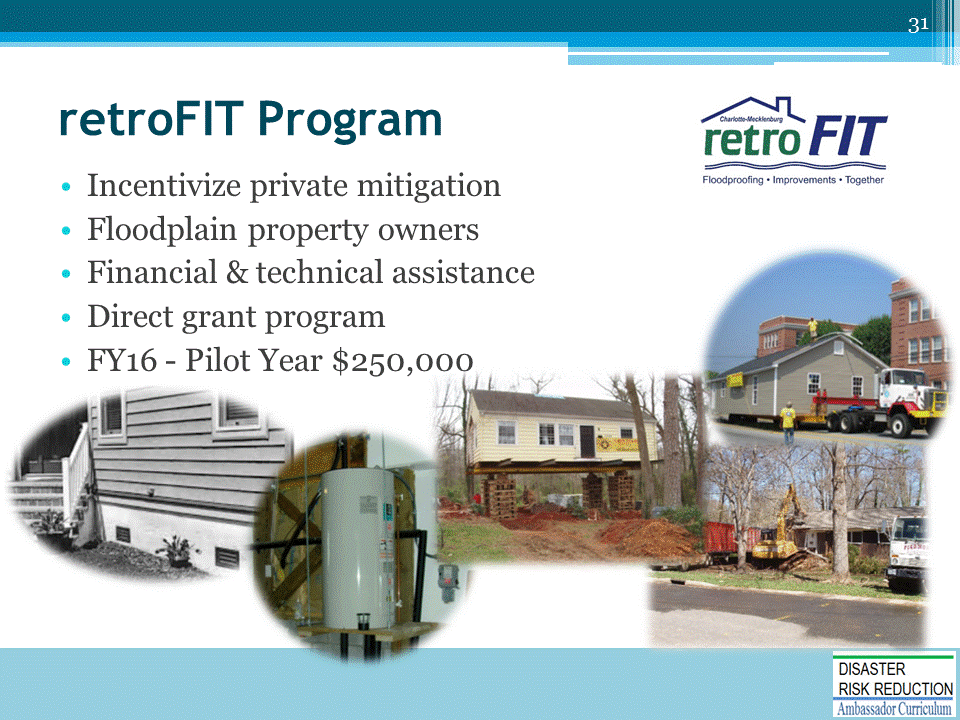 31
retroFIT Program
Charlotte-Mecklenburg
retro FIT
Floodproofing • Improvements • Together
• Incentivize private mitigation
• Floodplain property owners
• Financial & technical assistance
• Direct grant program
• FY16 - Pilot Year $250,000
DISASTER
RISK REDUCTION
Ambassador Curriculum